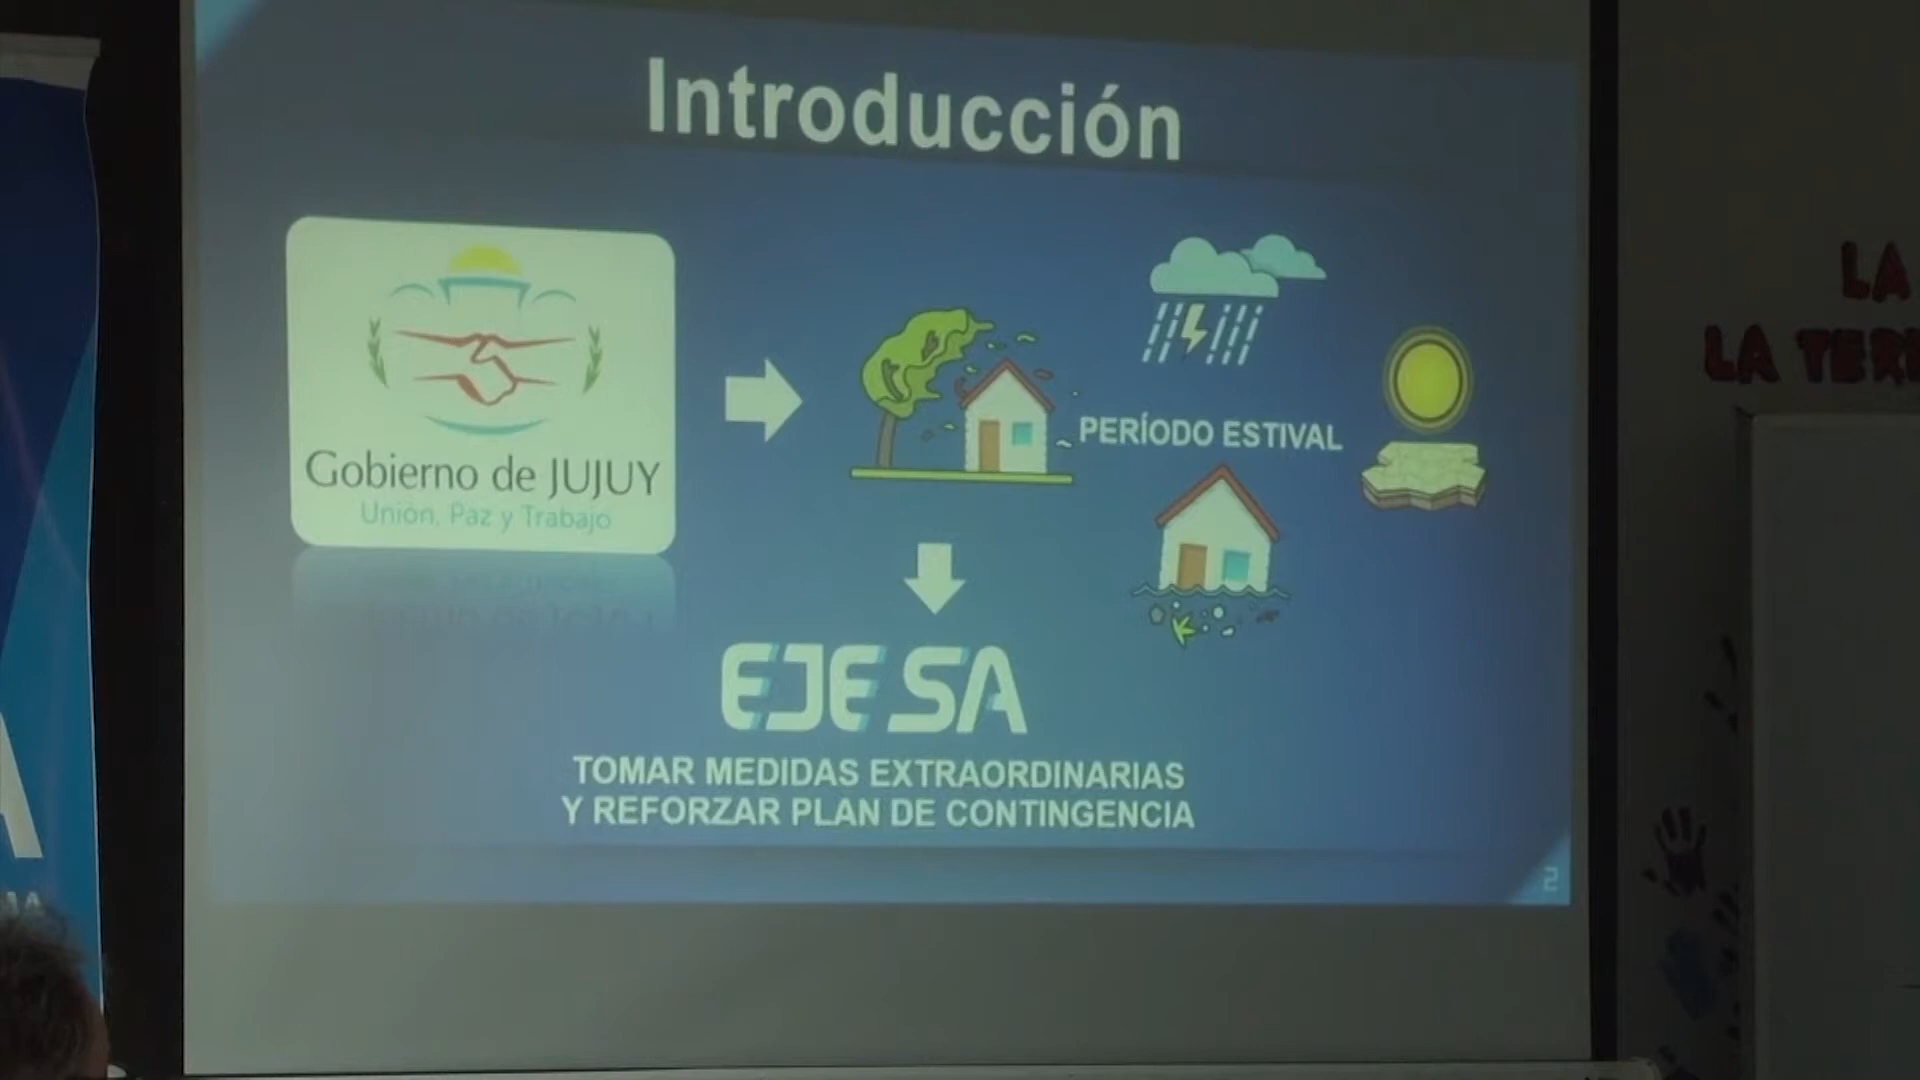 Introducción
Gobierno de JUJUY
Unión, Paz y Trabajo
PERÍODO ESTIVAL
EJE SA
TOMAR MEDIDAS EXTRAORDINARIAS
Y REFORZAR PLAN DE CONTINGENCIA
2
LA
LA